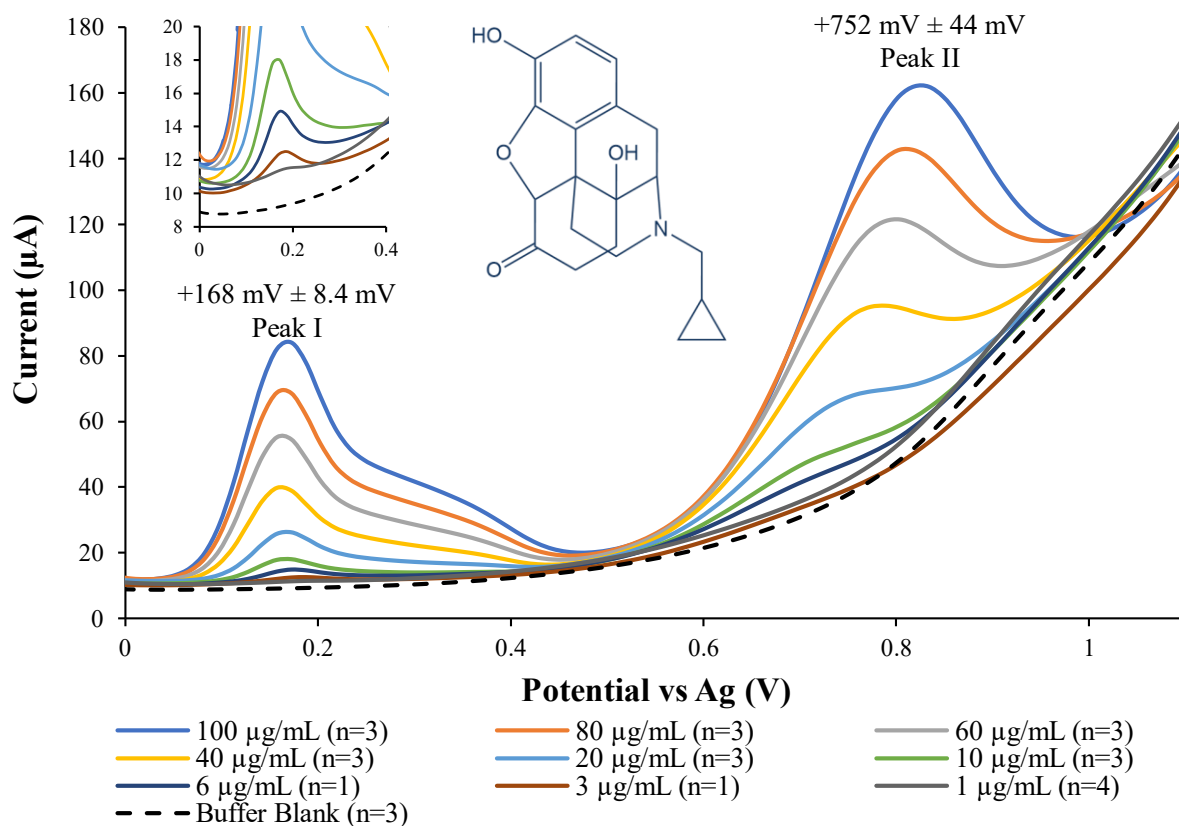 +752 mV ± 44 mV
Peak II
180
160
140
120
100
80
60
40
20
0
Current (µA)
20
18
16
14
12
10
8
0
0.2
0.4
+168 mV ± 8.4 mV
Peak I
HO
O
OH
N
O
0
0.2
0.4
0.6
0.8
1
Potential vs Ag (V)
100 µg/mL (n=3)
80 µg/mL (n=3)
60 µg/mL (n=3)
40 µg/mL (n=3)
20 µg/mL (n=3)
10 µg/mL (n=3)
6 µg/mL (n=1)
3 µg/mL (n=1)
1 µg/mL (n=4)
Buffer Blank (n=3)